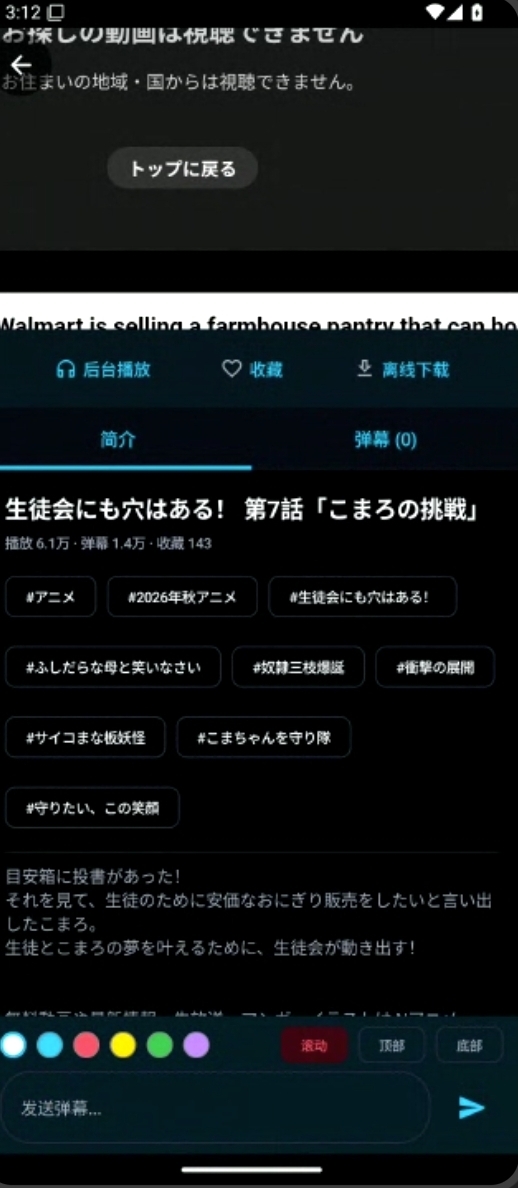 3:12
お探しの動画は視聴できません
お住まいの地域・国からは視聴できません。
トップに戻る
Walmart is selling a farmhouse pantry that can
后台播放 收藏 离线下载
简介 弹幕 (0)
生徒会にも穴はある! 第7話「こまろの挑戦」
播放 6.1万 · 弹幕 1.4万 · 收藏 143
#アニメ #2026年秋アニメ #生徒会にも穴はある!
#ふしだらな母と笑いなさい #奴隷三枝爆誕 #衝撃の展開
#サイコまな板妖怪 #こまちゃんを守り隊
#守りたい、この笑顔
目安箱に投書があった!
それを見て、生徒のために安価なおにぎり販売をしたいと言い出
したこまろ。
生徒とこまろの夢を叶えるために、生徒会が動き出す!
滚动 顶部 底部
发送弹幕...